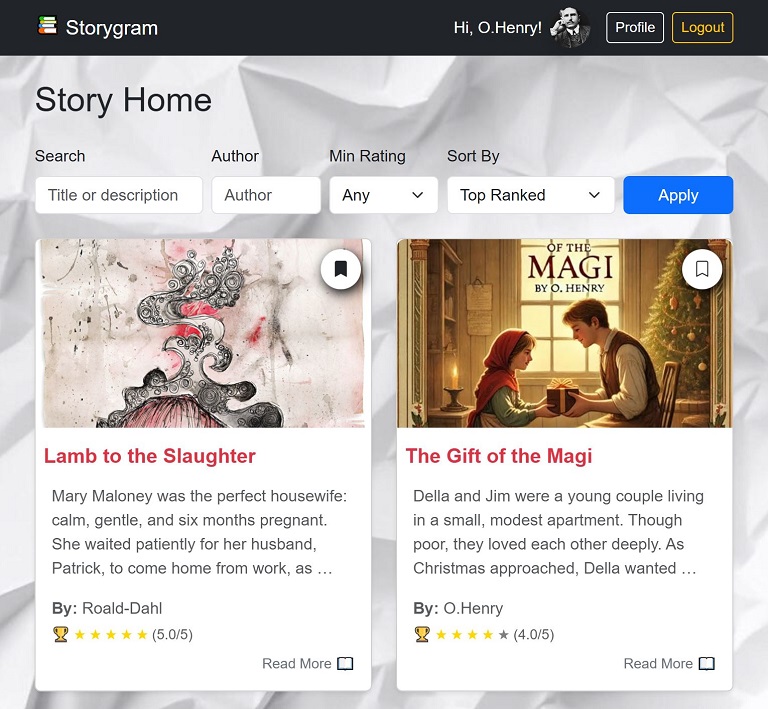 Storygram
Hi, O.Henry!
Profile
Logout
Story Home
Search
Author
Min Rating
Sort By
Title or description
Author
Any
Top Ranked
Apply
Lamb to the Slaughter
Mary Maloney was the perfect housewife:
calm, gentle, and six months pregnant.
She waited patiently for her husband,
Patrick, to come home from work, as …
By: Roald-Dahl
(5.0/5)
Read More
OF THE
MAGI
BY O. HENRY
The Gift of the Magi
Della and Jim were a young couple living
in a small, modest apartment. Though
poor, they loved each other deeply. As
Christmas approached, Della wanted …
By: O.Henry
(4.0/5)
Read More